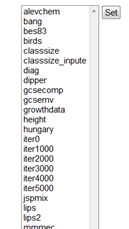 alevchem
bang
bes83
birds
classsize
classsize_inpute
diag
dipper
gcsecomp
gcsemv
growthdata
height
hungary
iter0
iter1000
iter2000
iter3000
iter4000
iter5000
jspmix
lips
lips2
mmmec
Set